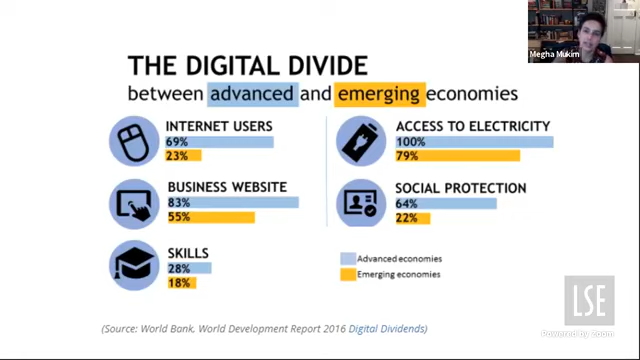 Megha Mukim
THE DIGITAL DIVIDE
between advanced and emerging economies
INTERNET USERS
69%
23%
BUSINESS WEBSITE
83%
55%
SKILLS
28%
18%
ACCESS TO ELECTRICITY
100%
79%
SOCIAL PROTECTION
64%
22%
Advanced economies
Emerging economies
LSE
Powered by Zoom
(Source: World Bank, World Development Report 2016 Digital Dividends)